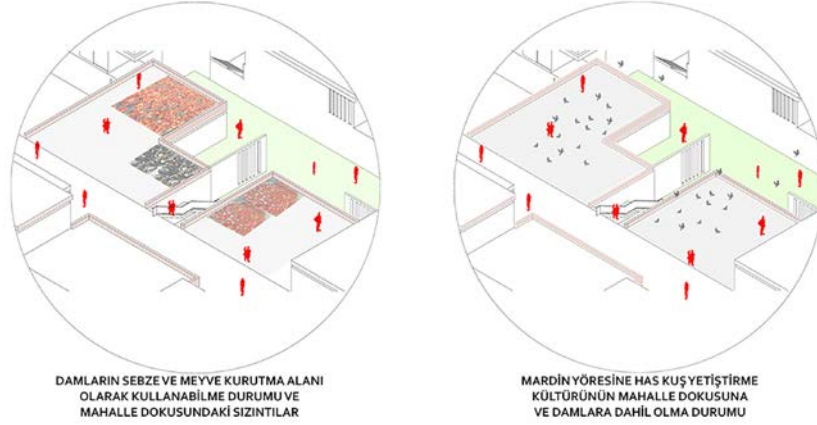 DAMLARIN SEBZE VE MEYVE KURUTMA ALANI
OLARAK KULLANABİLME DURUMU VE
MAHALLE DOKUSUNDAKİ SIZINTILAR
MARDİN YÖRESİNE HAS KUŞ YETİŞTİRME
KÜLTÜRÜNÜN MAHALLE DOKUSUNA
VE DAMLARA DAHİL OLMA DURUMU